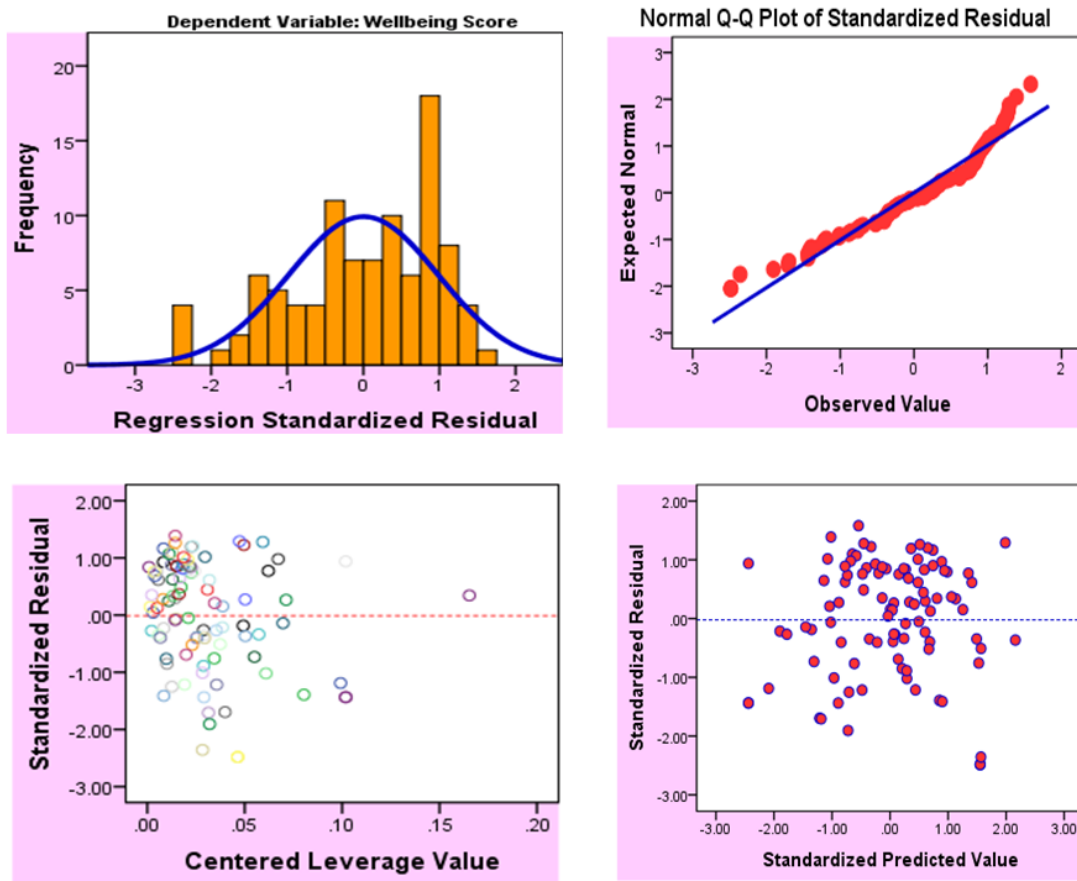 Dependent Variable: Wellbeing Score
20
15
10
5
0
Frequency
-3 -2 -1 0 1 2
Regression Standardized Residual
Normal Q-Q Plot of Standardized Residual
3
2
1
0
-1
-2
-3
Expected Normal
-3 -2 -1 0 1 2
Observed Value
2.00
1.00
.00
-1.00
-2.00
-3.00
Standardized Residual
.00 .05 .10 .15 .20
Centered Leverage Value
2.00
1.00
.00
-1.00
-2.00
-3.00
Standardized Residual
-3.00 -2.00 -1.00 .00 1.00 2.00 3.00
Standardized Predicted Value